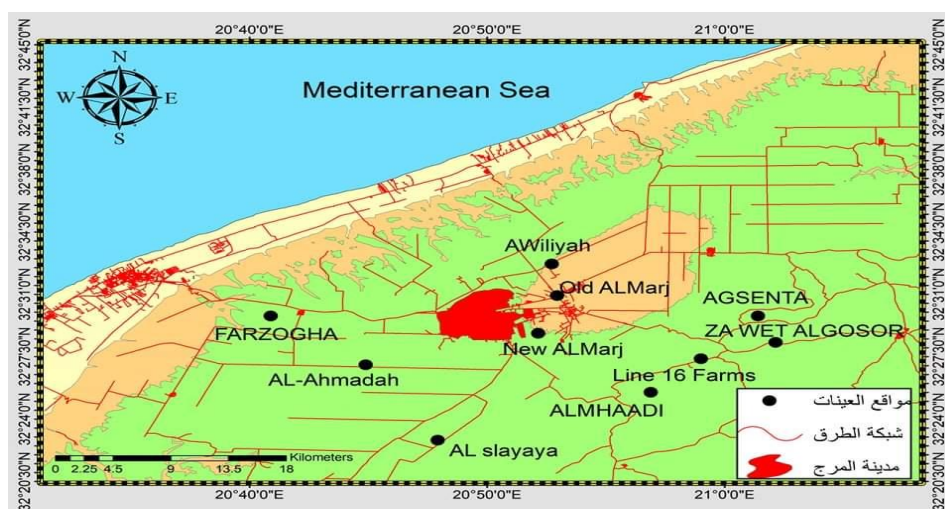 20°40'0"E 20°50'0"E 21°0'0"E
32°45'0"N 32°41'30"N 32°38'0"N 32°34'30"N 32°31'0"N 32°27'30"N 32°24'0"N 32°20'30"N
32°45'0"N 32°41'30"N 32°38'0"N 32°34'30"N 32°31'0"N 32°27'30"N 32°24'0"N 32°20'0"N
N
W E
S
Mediterranean Sea
AWiliyah
Old ALMarj
AGSENTA
FARZOGHA
ZA WET ALGOSOR
New ALMarj
Line 16 Farms
AL-Ahmadah
ALMHAADI
AL slayaya
مواقع العينات
شبكة الطرق
مدينة المرج
Kilometers
0 2.25 4.5 9 13.5 18
20°40'0"E 20°50'0"E 21°0'0"E